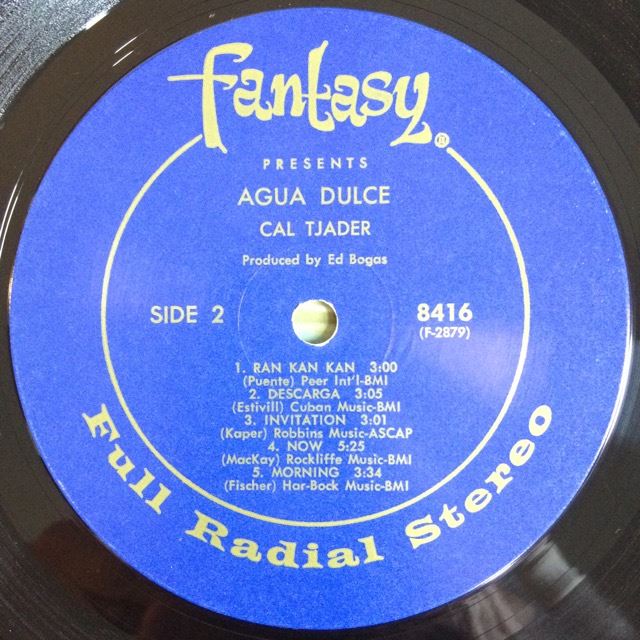 fantasy®
PRESENTS
AGUA DULCE
CAL TJADER
Produced by Ed Bogas
SIDE 2
8416
(F-2879)
1. RAN KAN KAN 3:00
(Puente) Peer Int'l-BMI
2. DESCARGA 3:05
(Estivill) Cuban Music-BMI
3. INVITATION 3:01
(Kaper) Robbins Music-ASCAP
4. NOW 5:25
(MacKay) Rockliffe Music-BMI
5. MORNING 3:34
(Fischer) Har-Bock Music-BMI
Full Radial Stereo